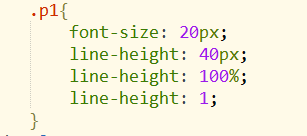 .p1{
font-size: 20px;
line-height: 40px;
line-height: 100%;
line-height: 1;
}